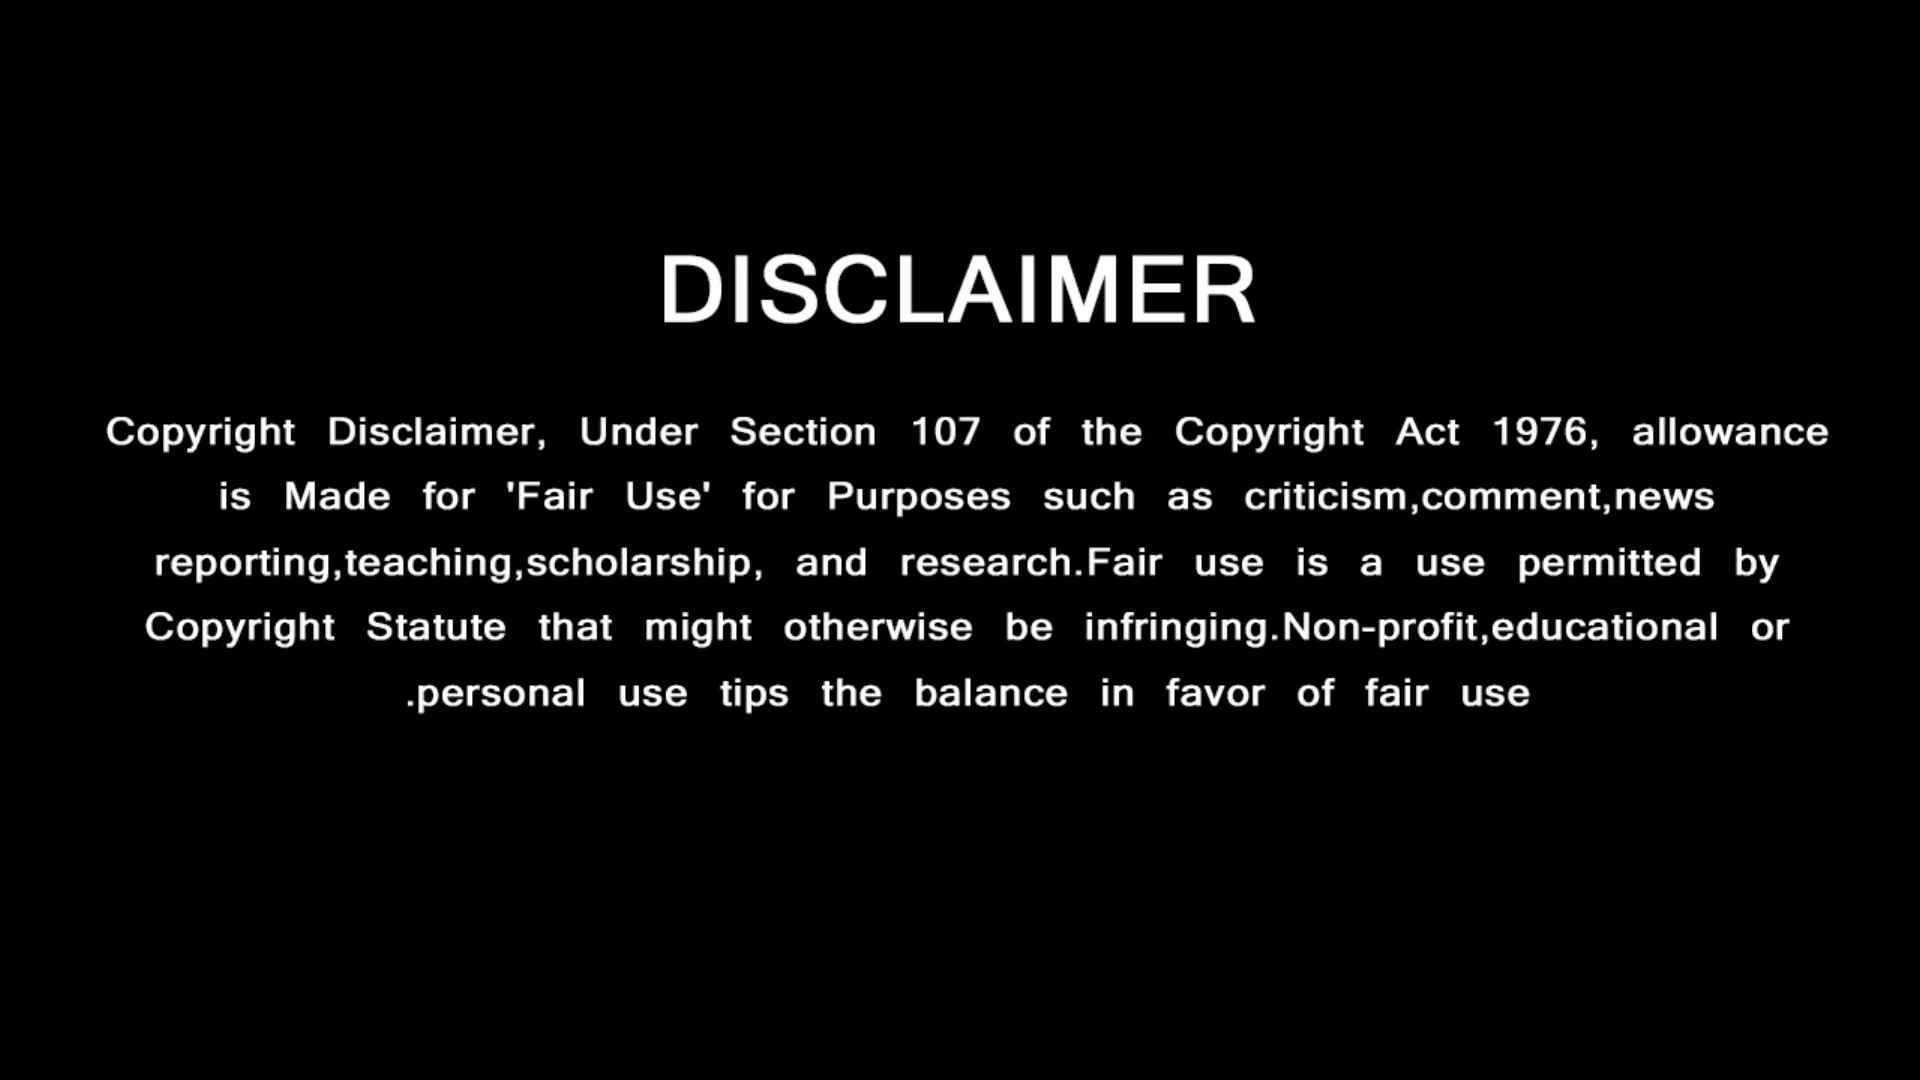 DISCLAIMER
Copyright Disclaimer, Under Section 107 of the Copyright Act 1976, allowance
is Made for 'Fair Use' for Purposes such as criticism,comment,news
reporting,teaching,scholarship, and research.Fair use is a use permitted by
Copyright Statute that might otherwise be infringing.Non-profit,educational or
.personal use tips the balance in favor of fair use